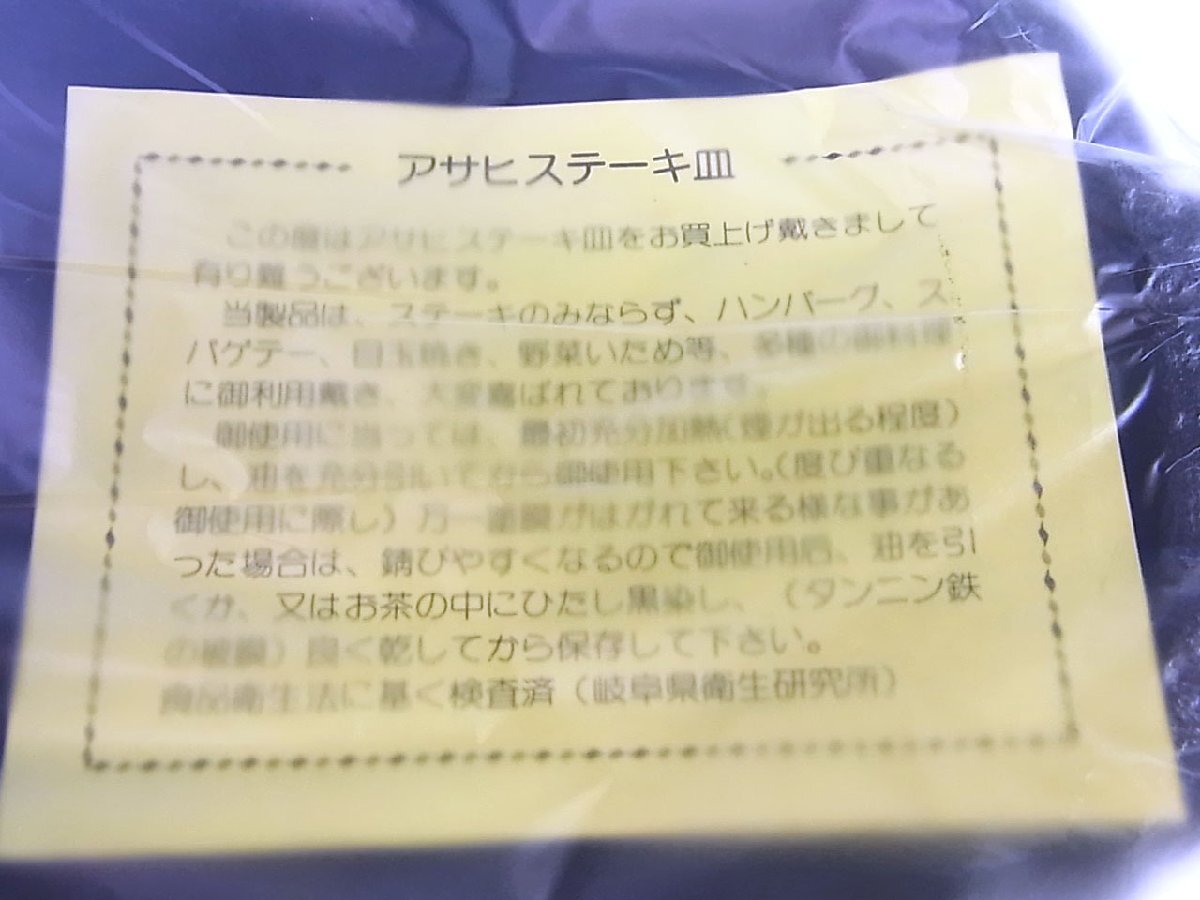 アサヒステーキ皿
この度はアサヒステーキ皿をお買上げ戴きまして
有り難うございます。
当製品は、ステーキのみならず、ハンバーグ、ス
パゲテー、目玉焼き、野菜いため等、多種の御料理
に御利用戴き、大変喜ばれております。
御使用に当っては、最初充分加熱(煙が出る程度)
し、油を充分引いてから御使用下さい。(度び重なる
御使用に際し)万一塗膜がはがれて来る様な事があ
った場合は、錆びやすくなるので御使用后、油を引
くか、又はお茶の中にひたし黒染し、(タンニン鉄
の被膜)良く乾してから保存して下さい。
食品衛生法に基く検査済(岐阜県衛生研究所)